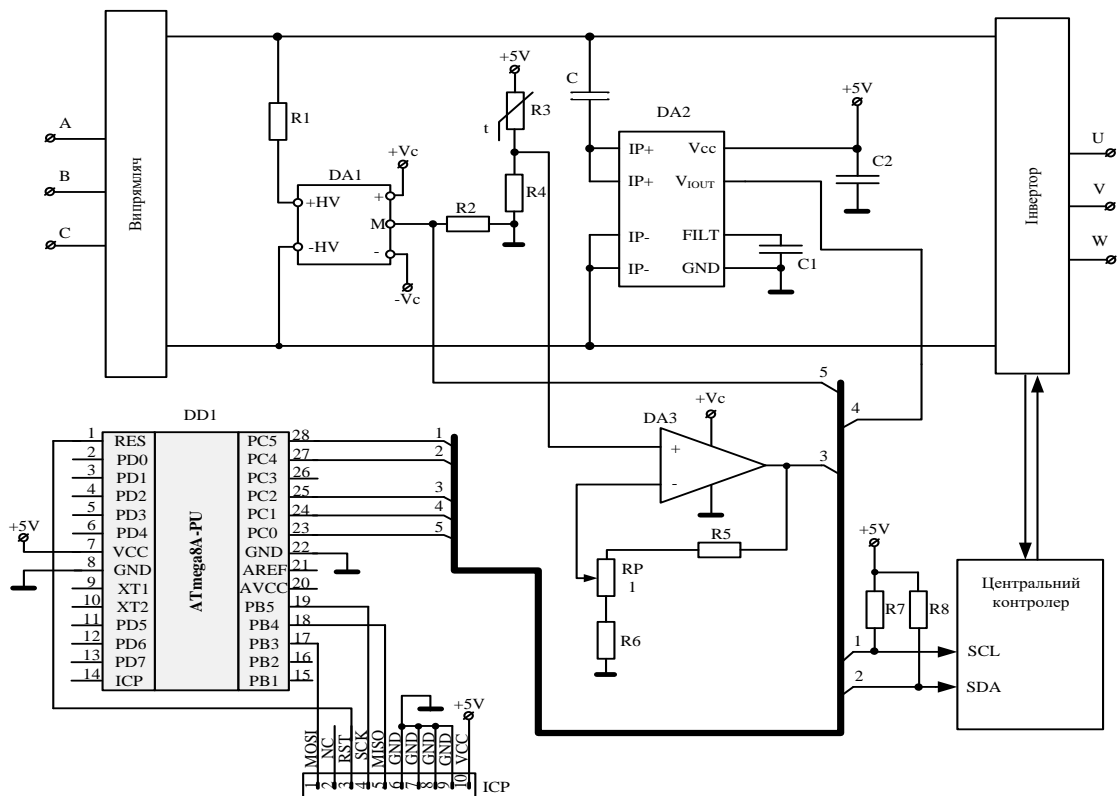 A
B
C
Випрямляч
R1
DA1
+HV
-HV
+Vc
+
M
-
-Vc
R2
+5V
R3
t
R4
C
DA2
IP+
IP+
IP-
IP-
Vcc
VIOUT
FILT
GND
+5V
C2
C1
Інвертор
U
V
W
DD1
ATmega8A-PU
1 RES
2 PD0
3 PD1
4 PD2
5 PD3
6 PD4
7 VCC
8 GND
9 XT1
10 XT2
11 PD5
12 PD6
13 PD7
14 ICP
PC5 28
PC4 27
PC3 26
PC2 25
PC1 24
PC0 23
GND 22
AREF 21
AVCC 20
PB5 19
PB4 18
PB3 17
PB2 16
PB1 15
+5V
1
2
3
4
5
5
4
3
1
2
DA3
+Vc
+
-
R5
RP
1
R6
+5V
R7
R8
Центральний
контролер
SCL
SDA
+5V
MOSI
NC
RST
SCK
MISO
GND
GND
GND
GND
VCC
1 2 3 4 5 6 7 8 9 10
ICP